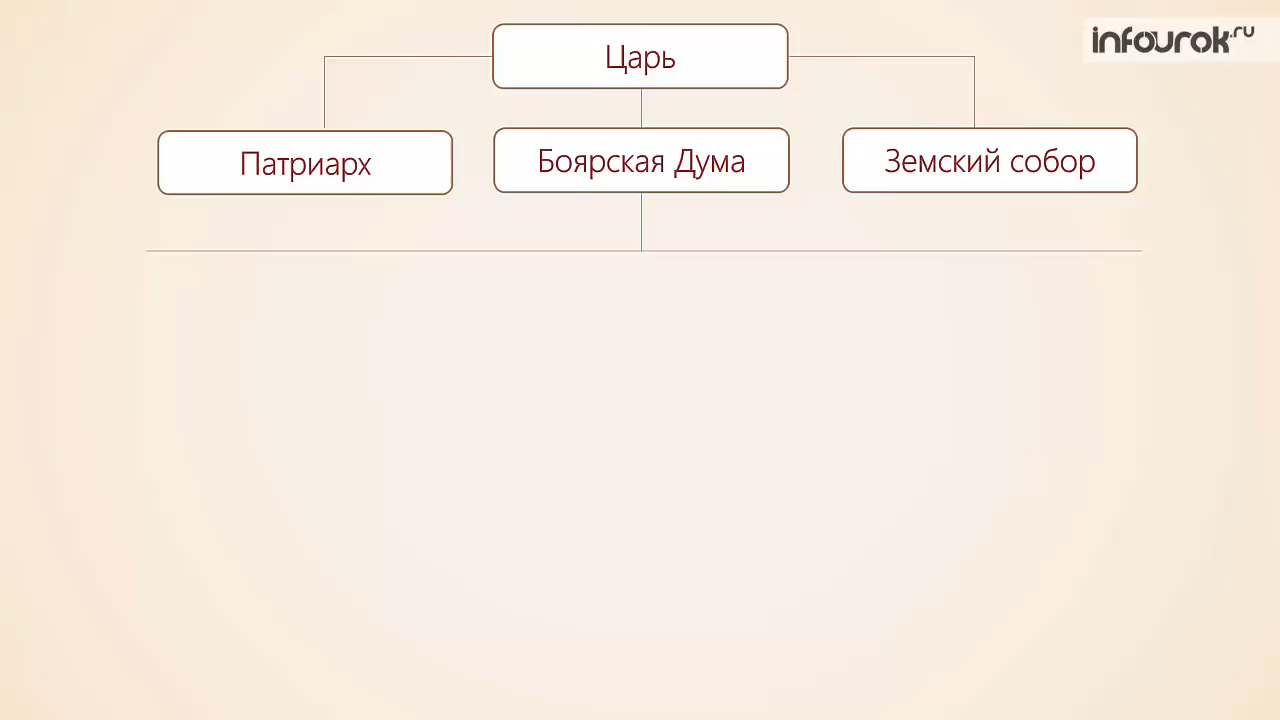 Царь
infourok.ru
Патриарх
Боярская Дума
Земский собор